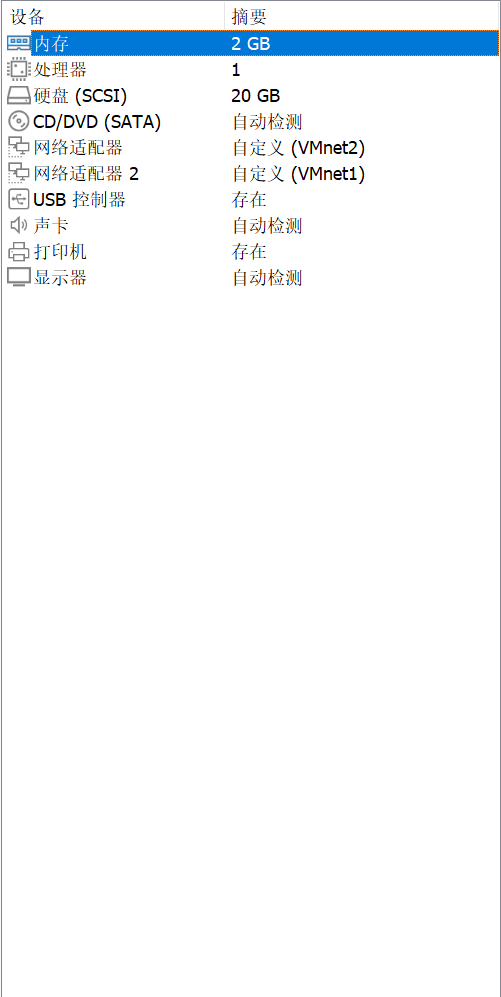 设备 摘要
内存 2 GB
处理器 1
硬盘 (SCSI) 20 GB
CD/DVD (SATA) 自动检测
网络适配器 自定义 (VMnet2)
网络适配器 2 自定义 (VMnet1)
USB 控制器 存在
声卡 自动检测
打印机 存在
显示器 自动检测